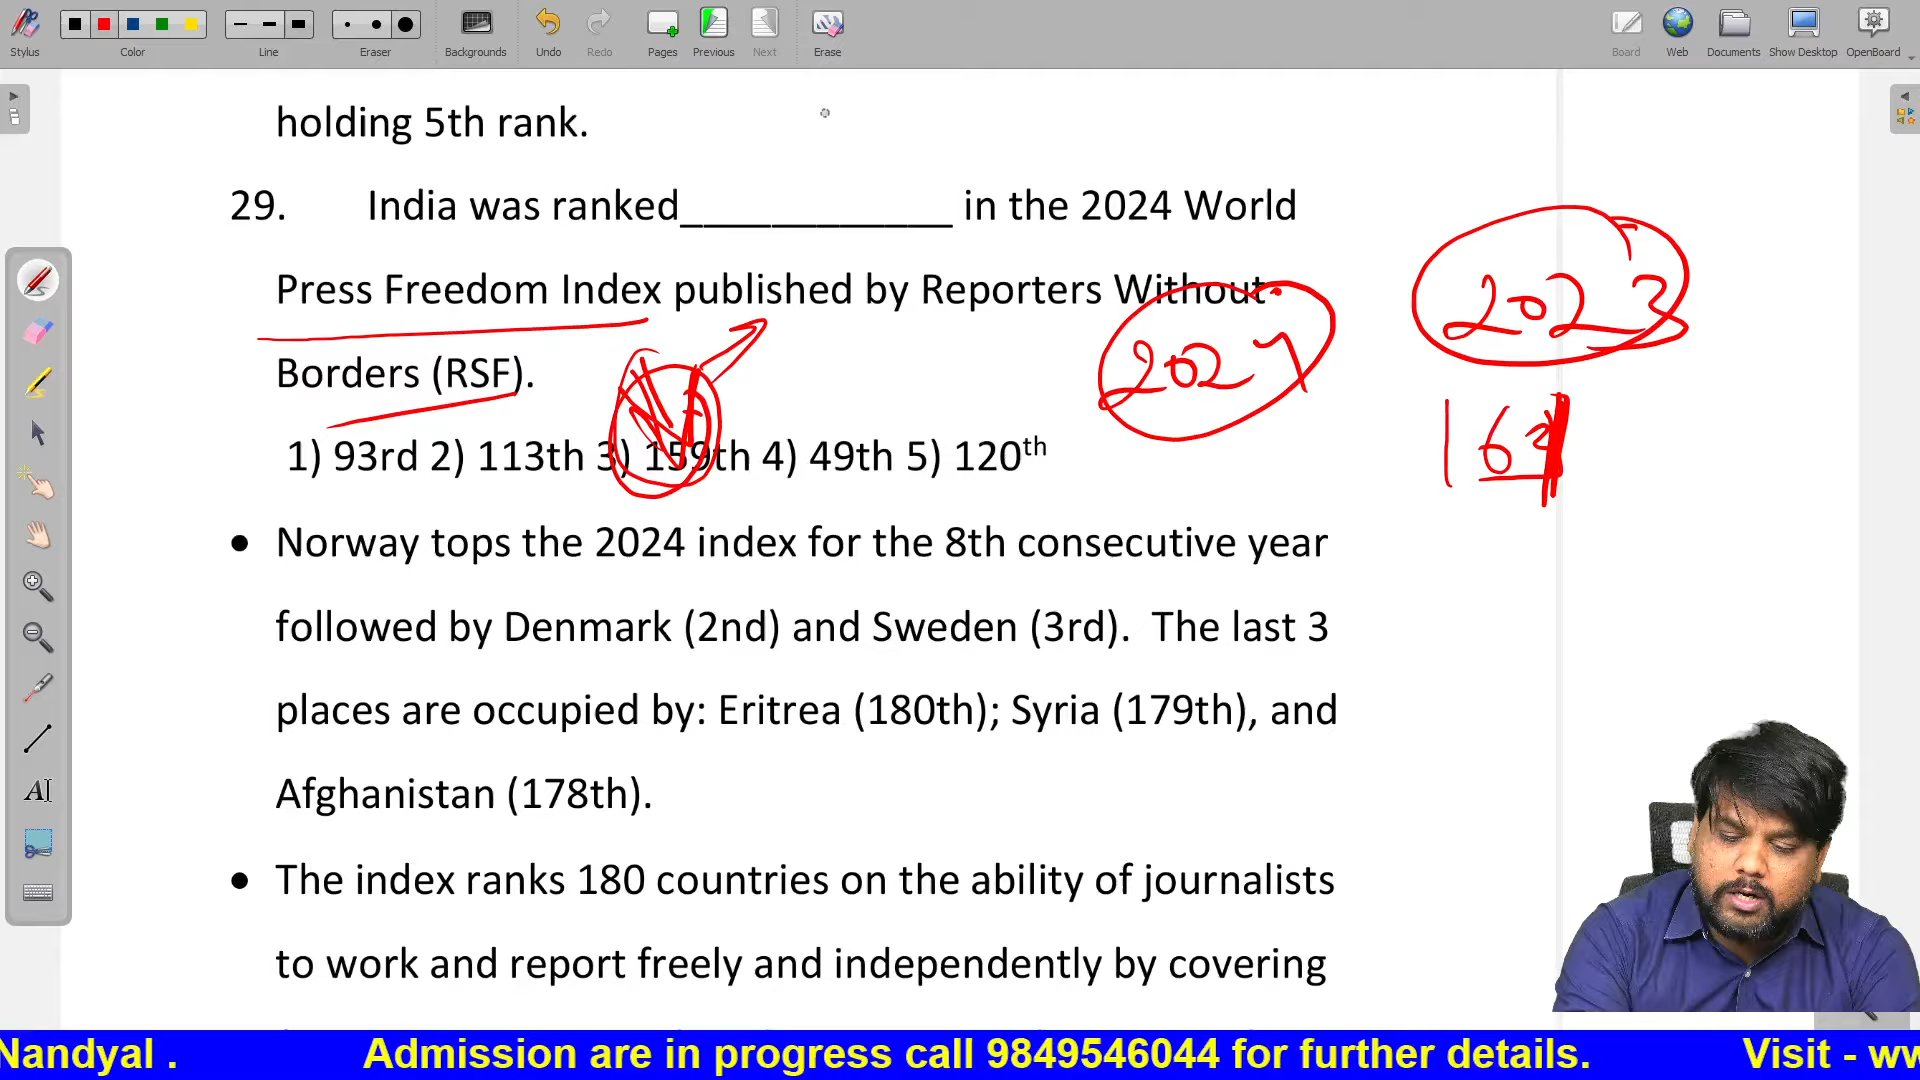 Stylus
Color
Line
Eraser
Backgrounds
Undo
Redo
Pages
Previous
Next
Erase
Board
Web
Documents
Show Desktop
OpenBoard
holding 5th rank.
29. India was ranked____________ in the 2024 World
Press Freedom Index published by Reporters Without
Borders (RSF).
1) 93rd 2) 113th 3) 159th 4) 49th 5) 120th
2024
2023
• Norway tops the 2024 index for the 8th consecutive year
followed by Denmark (2nd) and Sweden (3rd). The last 3
places are occupied by: Eritrea (180th); Syria (179th), and
Afghanistan (178th).
• The index ranks 180 countries on the ability of journalists
to work and report freely and independently by covering
Nandyal . Admission are in progress call 9849546044 for further details. Visit - ww